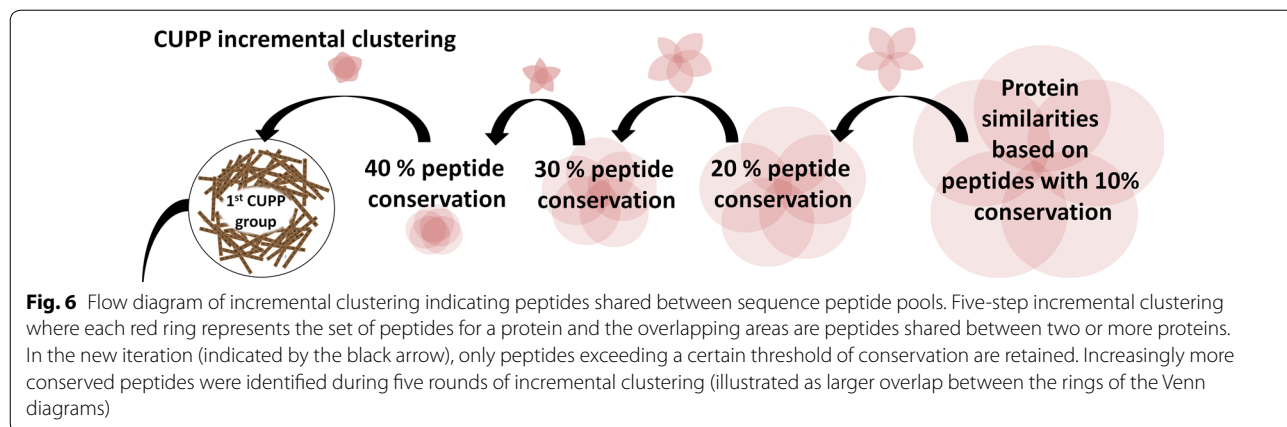 CUPP incremental clustering
1st CUPP
group
40 % peptide
conservation
30 % peptide
conservation
20 % peptide
conservation
Protein
similarities
based on
peptides with 10%
conservation
Fig. 6 Flow diagram of incremental clustering indicating peptides shared between sequence peptide pools. Five-step incremental clustering
where each red ring represents the set of peptides for a protein and the overlapping areas are peptides shared between two or more proteins.
In the new iteration (indicated by the black arrow), only peptides exceeding a certain threshold of conservation are retained. Increasingly more
conserved peptides were identified during five rounds of incremental clustering (illustrated as larger overlap between the rings of the Venn
diagrams)